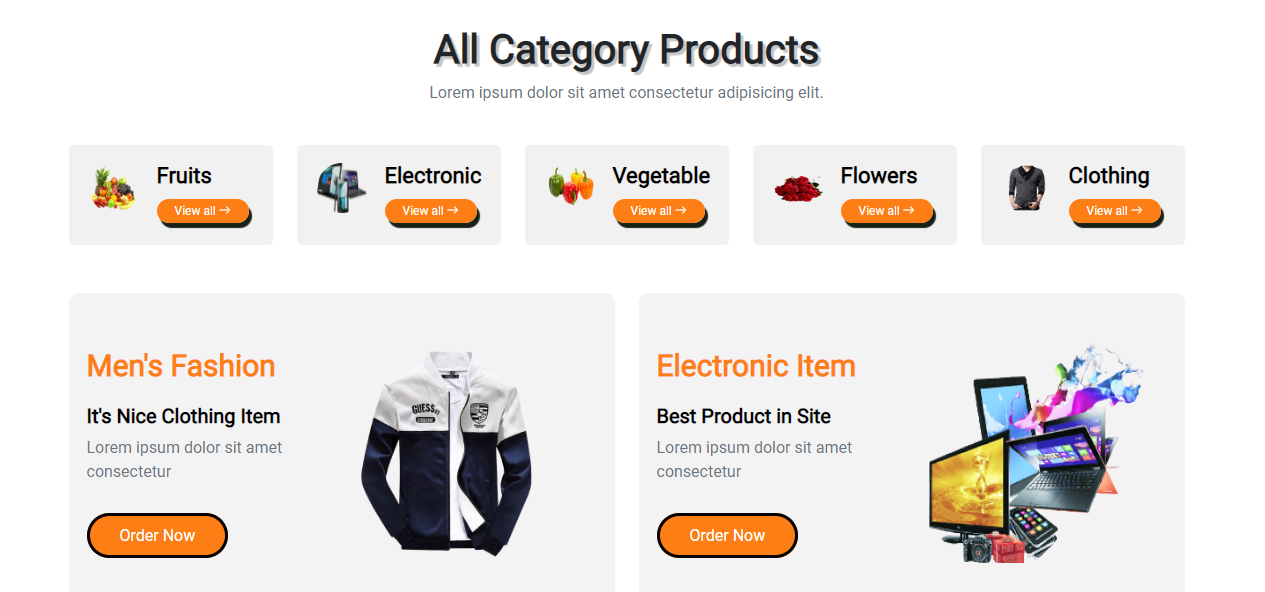 All Category Products
Lorem ipsum dolor sit amet consectetur adipisicing elit.
Fruits
View all →
Electronic
View all →
Vegetable
View all →
Flowers
View all →
Clothing
View all →
Men's Fashion
It's Nice Clothing Item
Lorem ipsum dolor sit amet
consectetur
Order Now
GUESS
Electronic Item
Best Product in Site
Lorem ipsum dolor sit amet
consectetur
Order Now